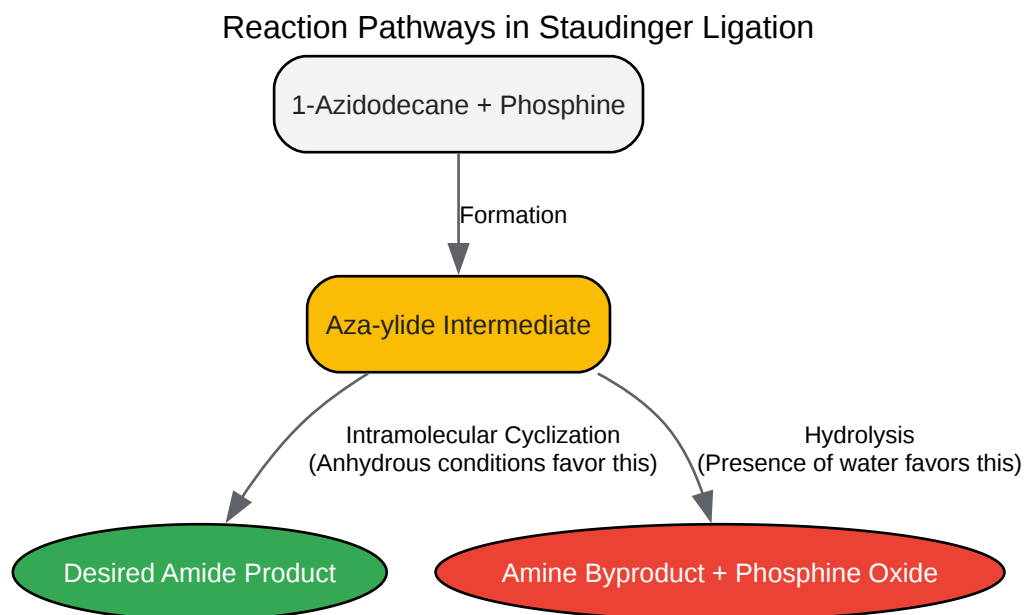 Reaction Pathways in Staudinger Ligation
1-Azidodecane + Phosphine
Formation
Aza-ylide Intermediate
Intramolecular Cyclization
(Anhydrous conditions favor this)
Hydrolysis
(Presence of water favors this)
Desired Amide Product
Amine Byproduct + Phosphine Oxide